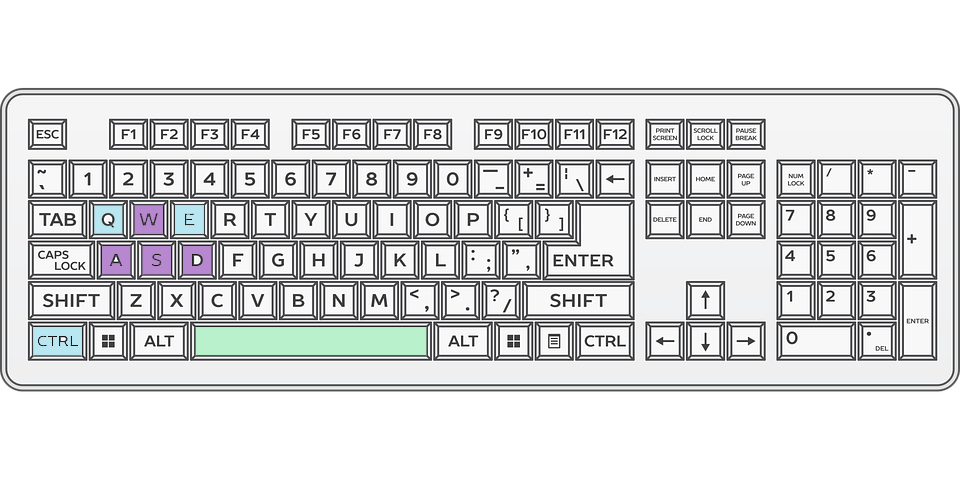 ESC F1 F2 F3 F4 F5 F6 F7 F8 F9 F10 F11 F12 PRINT SCREEN SCROLL LOCK PAUSE BREAK
~ ` 1 2 3 4 5 6 7 8 9 0 — _ + = ¦ \ ← INSERT HOME PAGE UP NUM LOCK / * -
TAB Q W E R T Y U I O P { [ } ] DELETE END PAGE DOWN 7 8 9 +
CAPS LOCK A S D F G H J K L : ; ” , ENTER 4 5 6
SHIFT Z X C V B N M < , > . ? / SHIFT ↑ 1 2 3 ENTER
CTRL ALT ALT CTRL ← ↓ → 0 • DEL